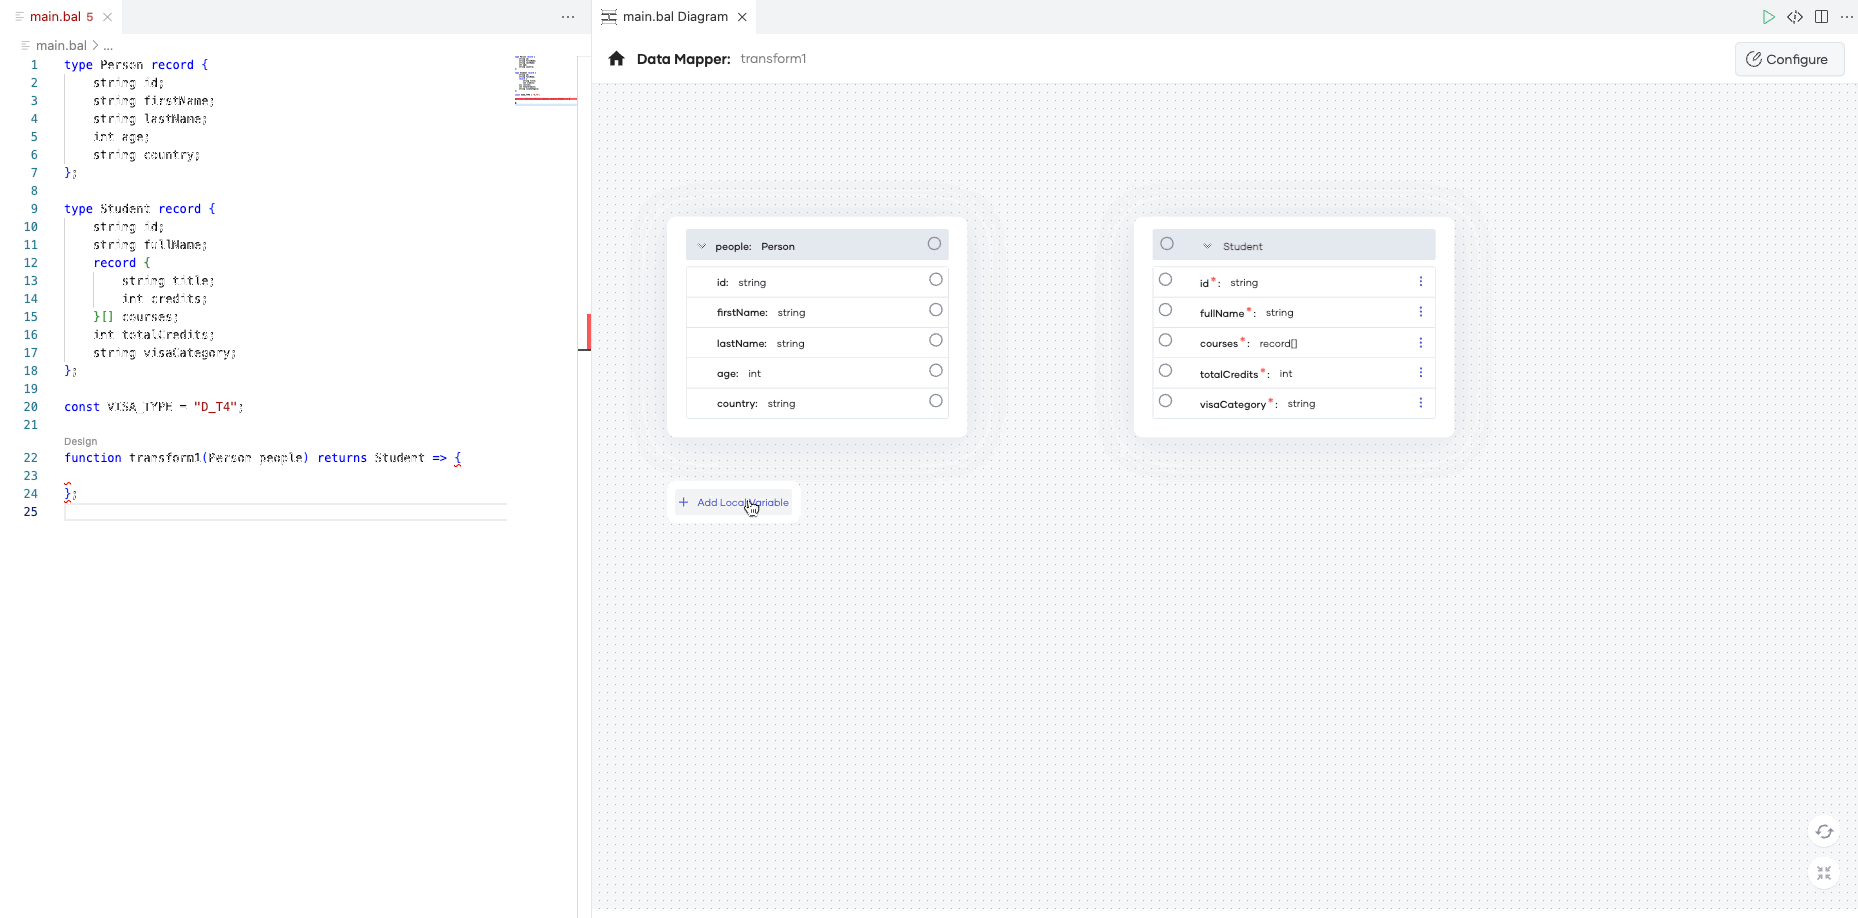 main.bal 5
main.bal Diagram
main.bal > ...
Data Mapper: transform1
Configure
1 type Person record {
2 string id;
3 string firstName;
4 string lastName;
5 int age;
6 string country;
7 };
8
9 type Student record {
10 string id;
11 string fullName;
12 record {
13 string title;
14 int credits;
15 }[] courses;
16 int totalCredits;
17 string visaCategory;
18 };
19
20 const VISA_TYPE = "D_T4";
21
Design
22 function transform1(Person people) returns Student => {
23
24 };
25
people: Person
id: string
firstName: string
lastName: string
age: int
country: string
Student
id*: string
fullName*: string
courses*: record[]
totalCredits*: int
visaCategory*: string
+ Add Local Variable